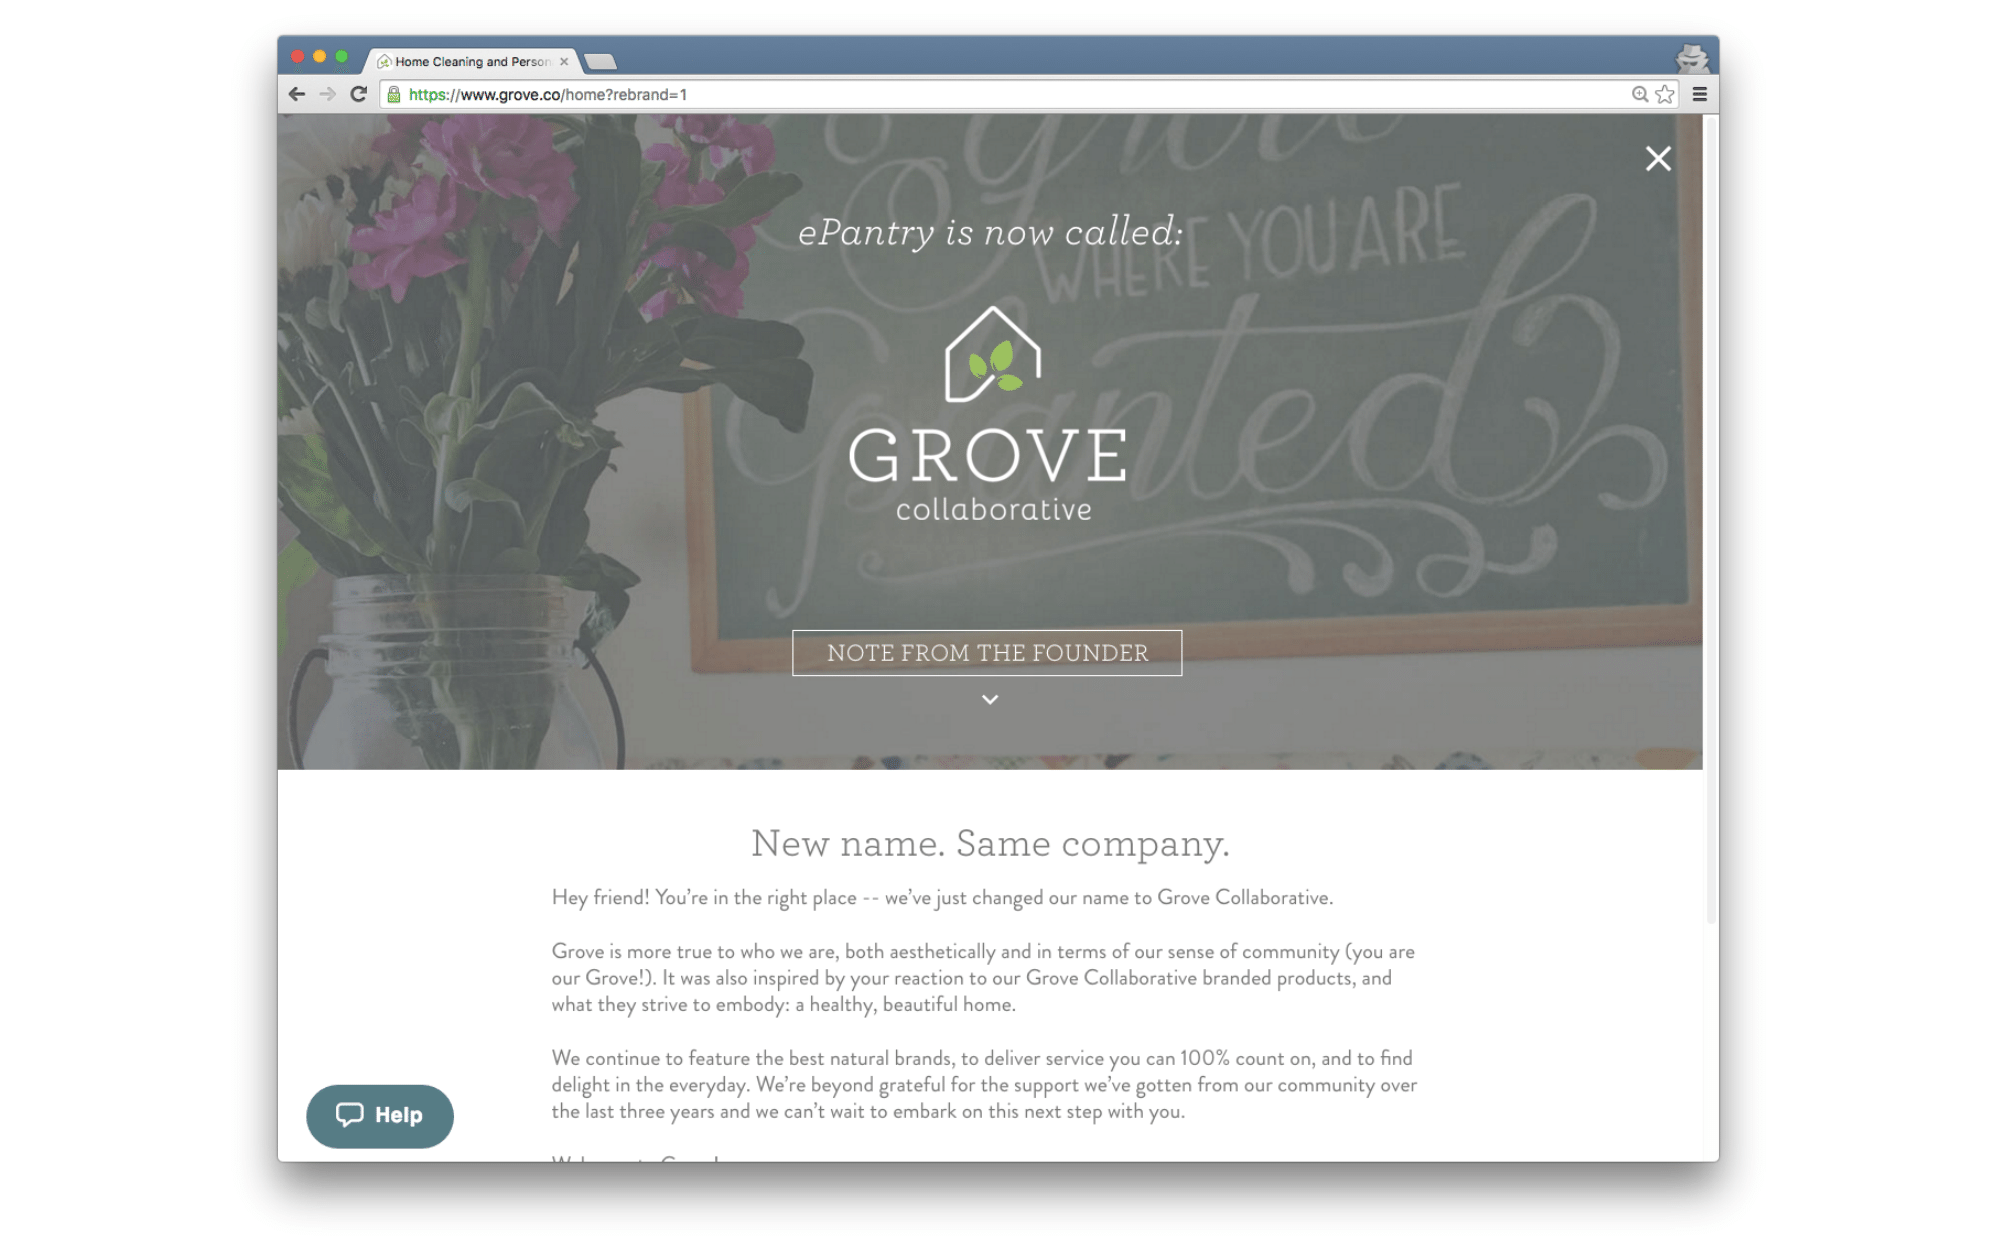 Home Cleaning and Person
https://www.grove.co/home?rebrand=1
grow
WHERE YOU ARE
granted
ePantry is now called:
GROVE
collaborative
NOTE FROM THE FOUNDER
New name. Same company.
Hey friend! You're in the right place -- we've just changed our name to Grove Collaborative.
Grove is more true to who we are, both aesthetically and in terms of our sense of community (you are
our Grove!). It was also inspired by your reaction to our Grove Collaborative branded products, and
what they strive to embody: a healthy, beautiful home.
We continue to feature the best natural brands, to deliver service you can 100% count on, and to find
delight in the everyday. We're beyond grateful for the support we've gotten from our community over
the last three years and we can't wait to embark on this next step with you.
Help